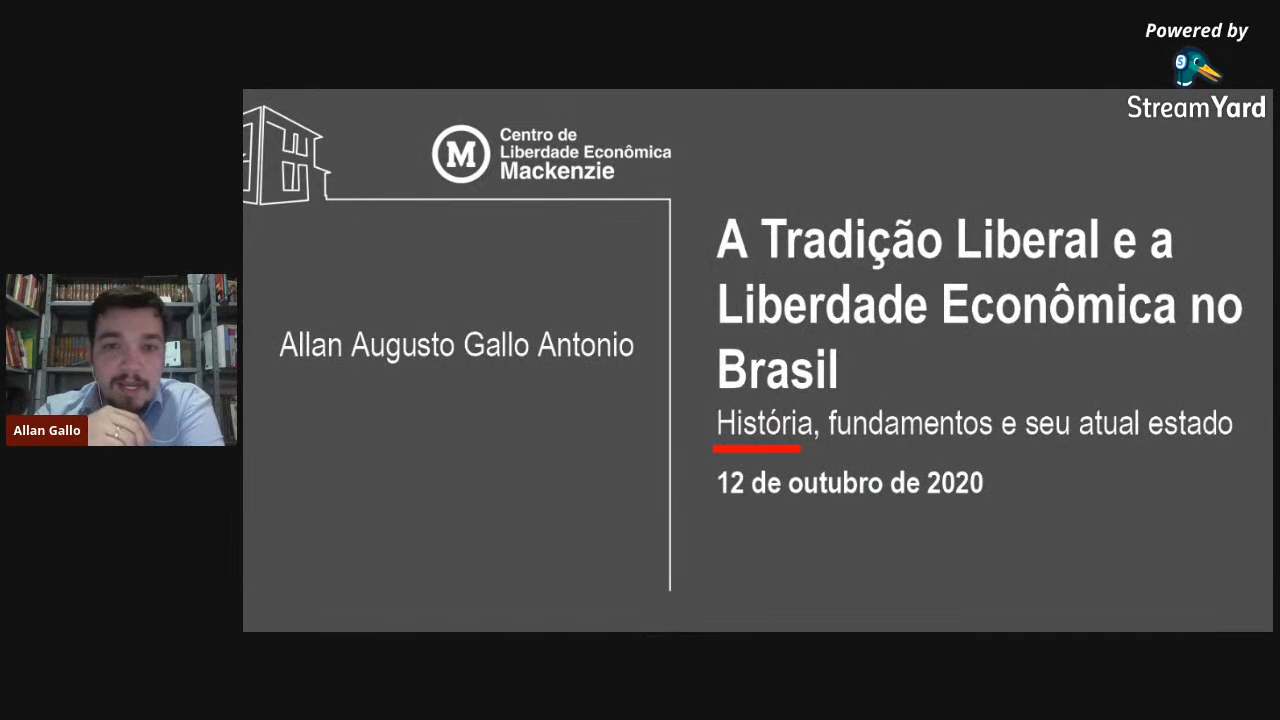 Powered by
StreamYard
Centro de
Liberdade Econômica
Mackenzie
M
Allan Augusto Gallo Antonio
A Tradição Liberal e a
Liberdade Econômica no
Brasil
História, fundamentos e seu atual estado
12 de outubro de 2020
Allan Gallo